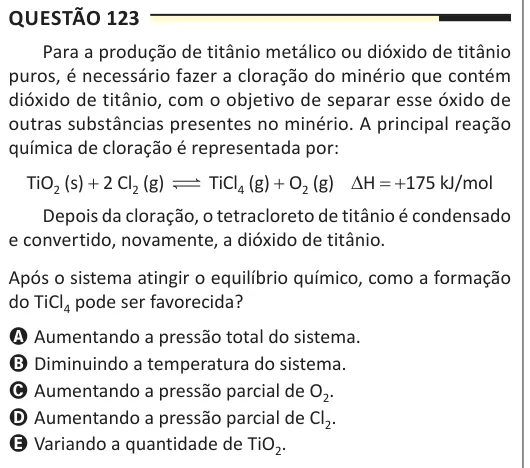 QUESTÃO 123
Para a produção de titânio metálico ou dióxido de titânio
puros, é necessário fazer a cloração do minério que contém
dióxido de titânio, com o objetivo de separar esse óxido de
outras substâncias presentes no minério. A principal reação
química de cloração é representada por:
TiO₂ (s) + 2 Cl₂ (g) ⇌ TiCl₄ (g) + O₂ (g) ΔH = +175 kJ/mol
Depois da cloração, o tetracloreto de titânio é condensado
e convertido, novamente, a dióxido de titânio.
Após o sistema atingir o equilíbrio químico, como a formação
do TiCl₄ pode ser favorecida?
A Aumentando a pressão total do sistema.
B Diminuindo a temperatura do sistema.
C Aumentando a pressão parcial de O₂.
D Aumentando a pressão parcial de Cl₂.
E Variando a quantidade de TiO₂.